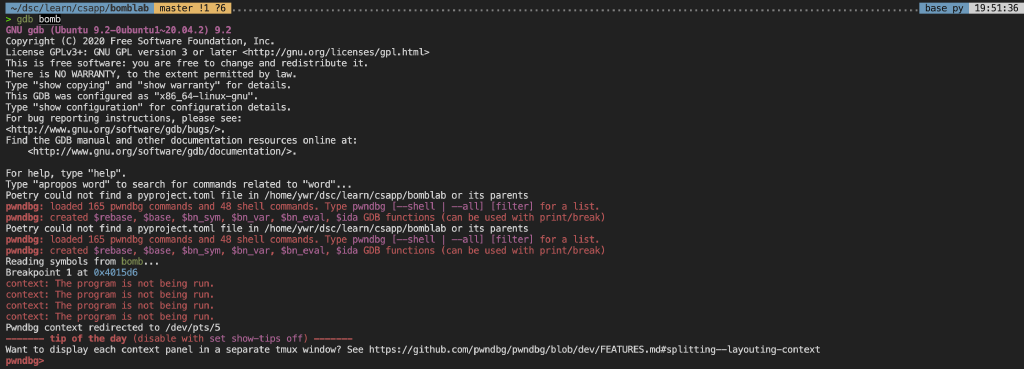 ~/dsc/learn/csapp/bomblab master !1 ?6 base py 19:51:36
> gdb bomb
GNU gdb (Ubuntu 9.2-0ubuntu1~20.04.2) 9.2
Copyright (C) 2020 Free Software Foundation, Inc.
License GPLv3+: GNU GPL version 3 or later <http://gnu.org/licenses/gpl.html>
This is free software: you are free to change and redistribute it.
There is NO WARRANTY, to the extent permitted by law.
Type "show copying" and "show warranty" for details.
This GDB was configured as "x86_64-linux-gnu".
Type "show configuration" for configuration details.
For bug reporting instructions, please see:
<http://www.gnu.org/software/gdb/bugs/>.
Find the GDB manual and other documentation resources online at:
<http://www.gnu.org/software/gdb/documentation/>.
For help, type "help".
Type "apropos word" to search for commands related to "word"...
Poetry could not find a pyproject.toml file in /home/ywr/dsc/learn/csapp/bomblab or its parents
pwndbg: loaded 165 pwndbg commands and 48 shell commands. Type pwndbg [--shell | --all] [filter] for a list.
pwndbg: created $rebase, $base, $bn_sym, $bn_var, $bn_eval, $ida GDB functions (can be used with print/break)
Poetry could not find a pyproject.toml file in /home/ywr/dsc/learn/csapp/bomblab or its parents
pwndbg: loaded 165 pwndbg commands and 48 shell commands. Type pwndbg [--shell | --all] [filter] for a list.
pwndbg: created $rebase, $base, $bn_sym, $bn_var, $bn_eval, $ida GDB functions (can be used with print/break)
Reading symbols from bomb...
Breakpoint 1 at 0x4015d6
context: The program is not being run.
context: The program is not being run.
context: The program is not being run.
context: The program is not being run.
Pwndbg context redirected to /dev/pts/5
------- tip of the day (disable with set show-tips off) -------
Want to display each context panel in a separate tmux window? See https://github.com/pwndbg/pwndbg/blob/dev/FEATURES.md#splitting--layouting-context
pwndbg>